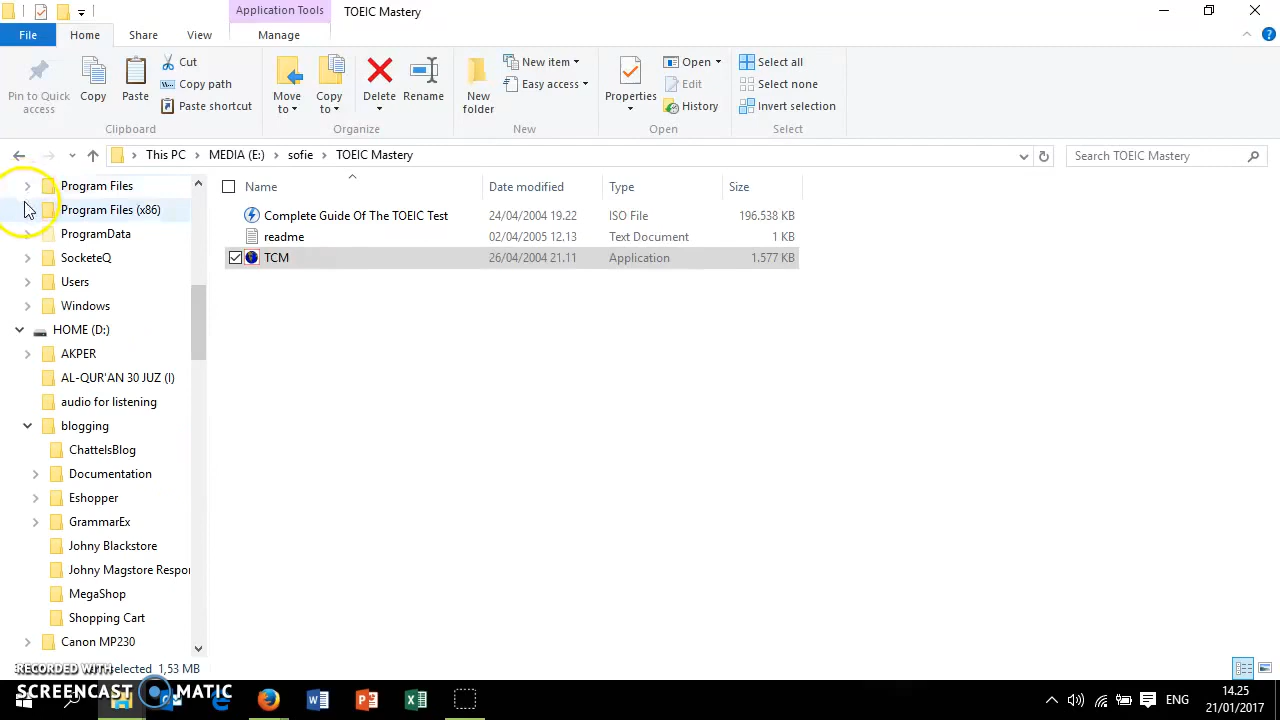 Application Tools
TOEIC Mastery
File
Home
Share
View
Manage
Pin to Quick
access
Copy
Paste
Cut
Copy path
Paste shortcut
Clipboard
Move
to
Copy
to
Delete
Rename
Organize
New
folder
New item
Easy access
New
Properties
Open
Edit
History
Open
Select all
Select none
Invert selection
Select
This PC > MEDIA (E:) > sofie > TOEIC Mastery
Search TOEIC Mastery
Name
Date modified
Type
Size
Complete Guide Of The TOEIC Test 24/04/2004 19.22 ISO File 196.538 KB
readme 02/04/2005 12.13 Text Document 1 KB
TCM 26/04/2004 21.11 Application 1.577 KB
Program Files
Program Files (x86)
ProgramData
SocketeQ
Users
Windows
HOME (D:)
AKPER
AL-QUR'AN 30 JUZ (I)
audio for listening
blogging
ChattelsBlog
Documentation
Eshopper
GrammarEx
Johny Blackstore
Johny Magstore Respon
MegaShop
Shopping Cart
Canon MP230
selected 1,53 MB
RECORDED WITH
SCREENCAST MATIC
ENG
14.25
21/01/2017